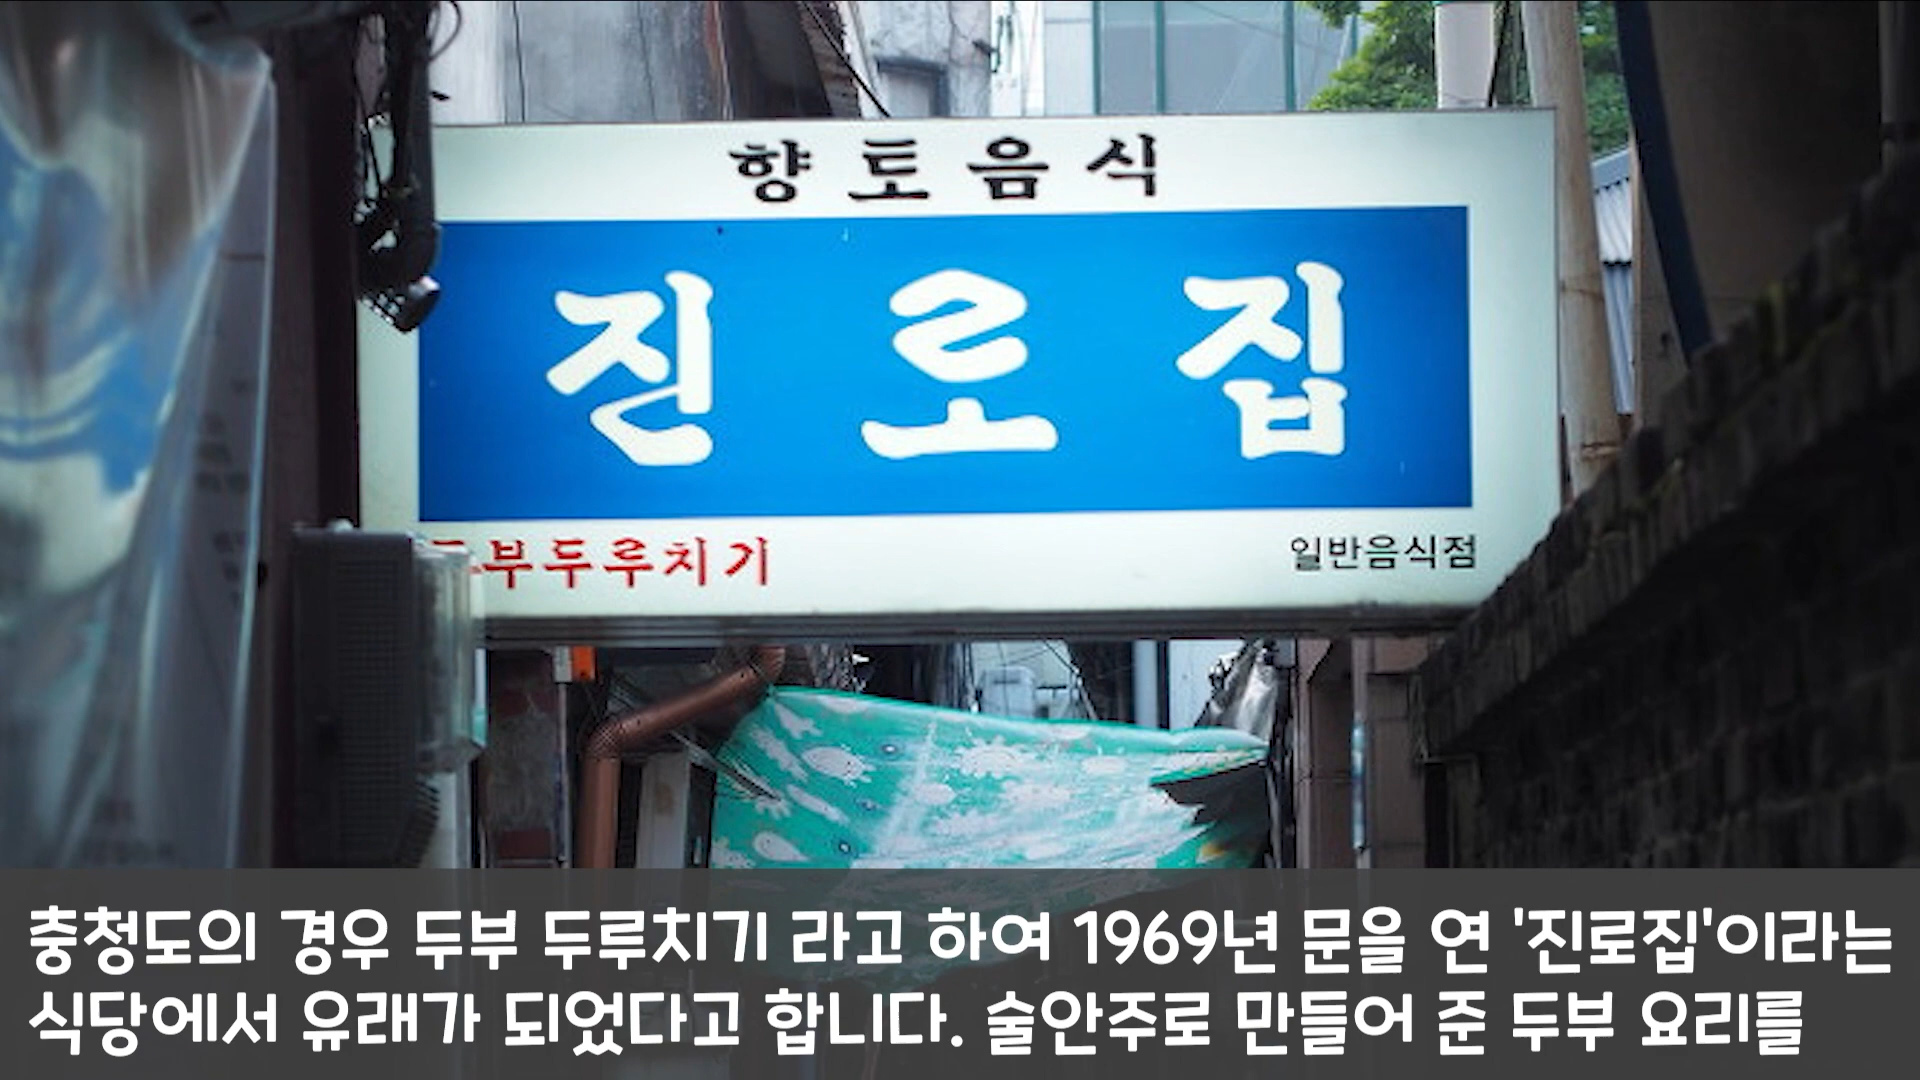 향토음식
진로집
두부두루치기
일반음식점
충청도의 경우 두부 두루치기 라고 하여 1969년 문을 연 '진로집'이라는
식당에서 유래가 되었다고 합니다. 술안주로 만들어 준 두부 요리를